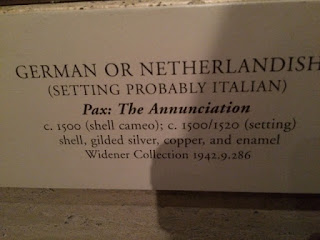 GERMAN OR NETHERLANDISH
(SETTING PROBABLY ITALIAN)
Pax: The Annunciation
c. 1500 (shell cameo); c. 1500/1520 (setting)
shell, gilded silver, copper, and enamel
Widener Collection 1942.9.286